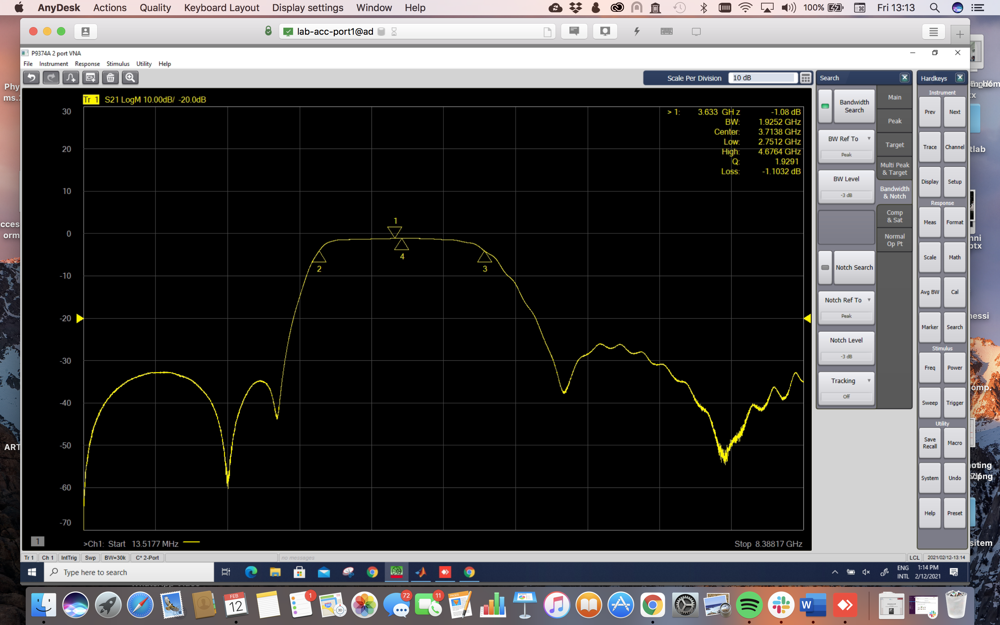 AnyDesk Actions Quality Keyboard Layout Display settings Window Help 100% Fri 13:13
lab-acc-port1@ad
P9374A 2 port VNA
File Instrument Response Stimulus Utility Help
Scale Per Division 10 dB
Search
Hardkeys
Tr 1 S21 LogM 10.00dB/ -20.0dB
30
20
10
0
-10
-20
-30
-40
-50
-60
-70
> 1: 3.633 GHz -1.08 dB
BW: 1.9252 GHz
Center: 3.7138 GHz
Low: 2.7512 GHz
High: 4.6764 GHz
Q: 1.9291
Loss: -1.1032 dB
1
2
3
4
1
>Ch1: Start 13.5177 MHz
Stop 8.38817 GHz
Bandwidth
Search
BW Ref To
Peak
BW Level
-3 dB
Notch Search
Notch Ref To
Peak
Notch Level
-3 dB
Tracking
Off
Main
Peak
Target
Multi Peak
& Target
Bandwidth
& Notch
Comp
& Sat
Normal
Op Pt
Instrument
Prev Next
Trace Channel
Display Setup
Response
Meas Format
Scale Math
Avg BW Cal
Marker Search
Stimulus
Freq Power
Sweep Trigger
Utility
Save
Recall
Macro
System Undo
Help Preset
Tr 1 Ch 1 IntTrig Swp BW=30k C* 2-Port no messages LCL 2021/02/12-13:14
Type here to search
ENG
INTL
1:14 PM
2/12/2021
Phy
ms.
cces
orm
ART
tlab
nni
ptx
nessi
omp.
sitem
1
FEB
12
280
3D
72
11
PAGES
W